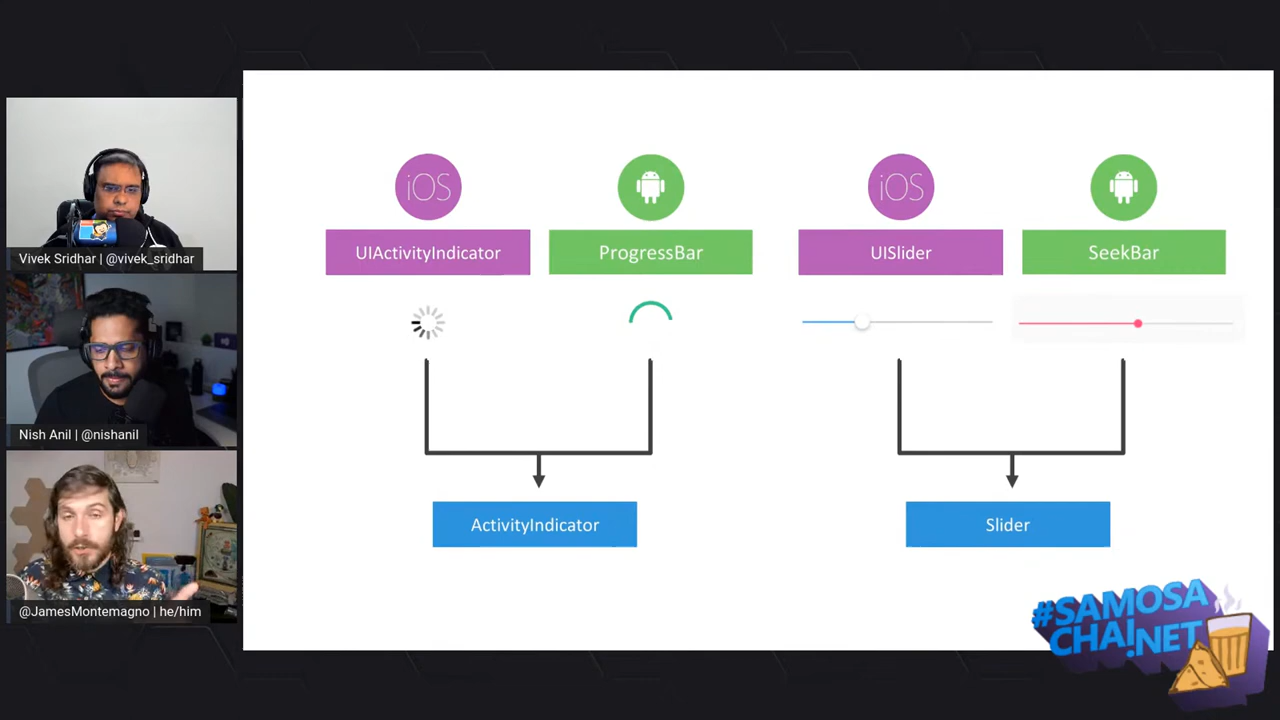 Vivek Sridhar | @vivek_sridhar
Nish Anil | @nishanil
@JamesMontemagno | he/him
iOS
iOS
UIActivityIndicator
ProgressBar
UISlider
SeekBar
ActivityIndicator
Slider
#SAMOSA
CHAI.NET